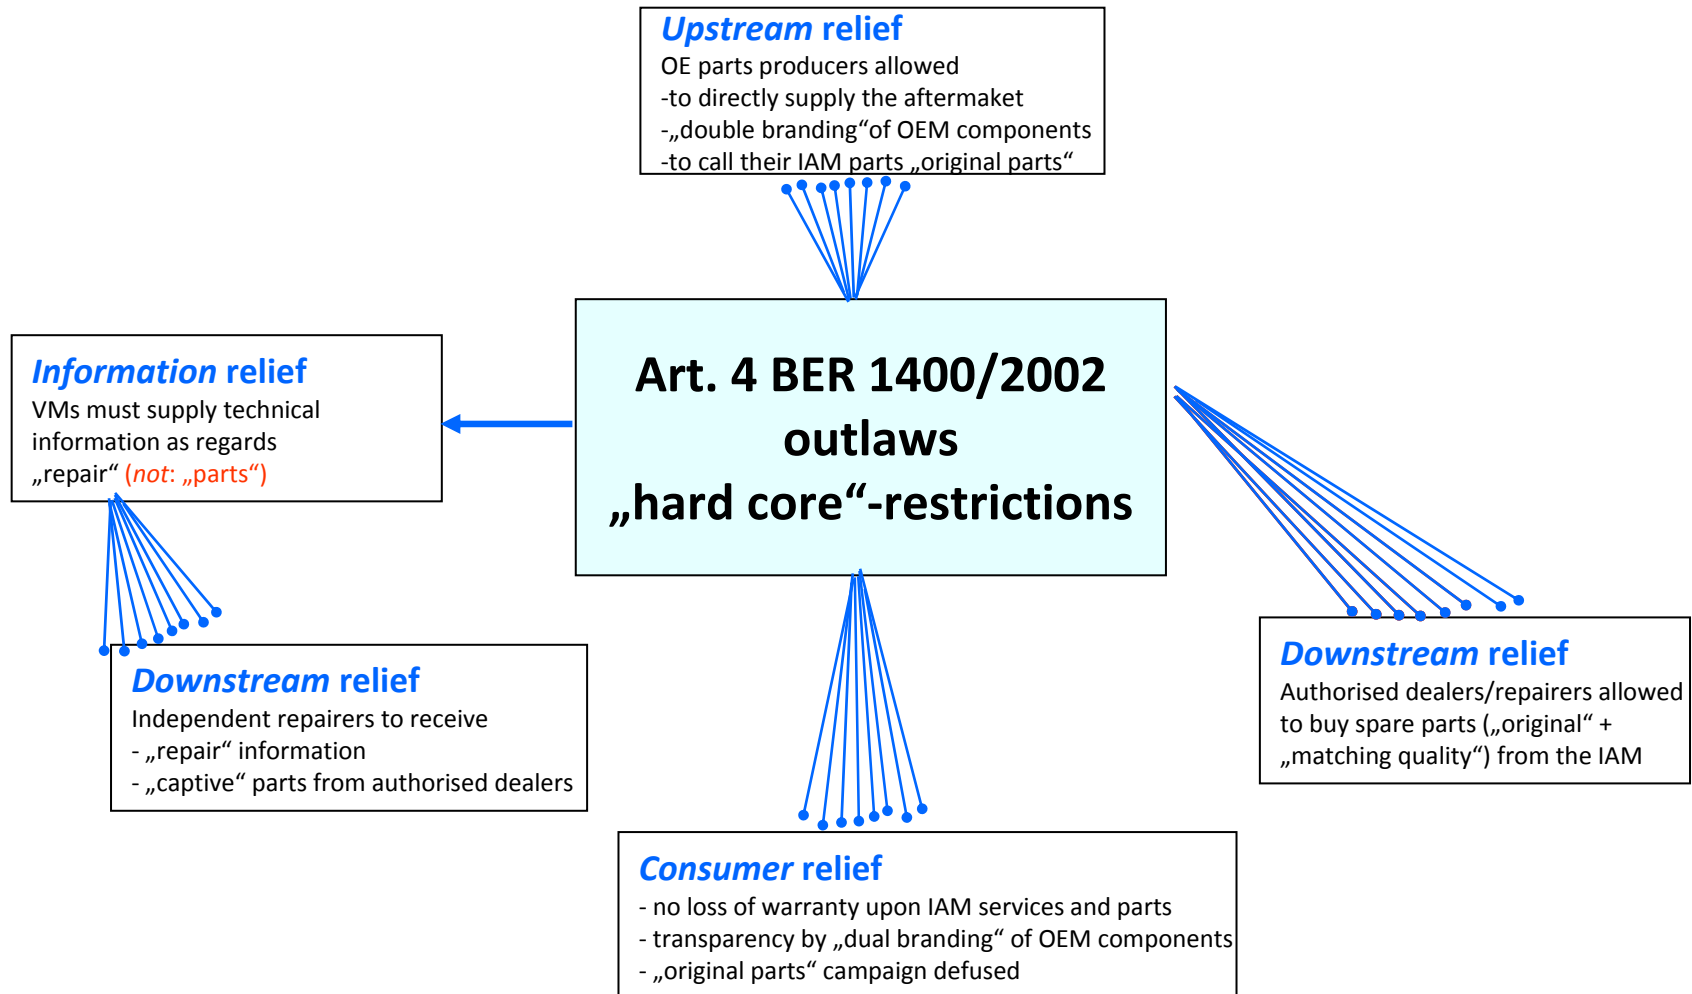 Upstream relief
OE parts producers allowed
-to directly supply the aftermaket
-„double branding“of OEM components
-to call their IAM parts „original parts“
Art. 4 BER 1400/2002
outlaws
„hard core“-restrictions
Information relief
VMs must supply technical
information as regards
„repair“ (not: „parts“)
Downstream relief
Independent repairers to receive
- „repair“ information
- „captive“ parts from authorised dealers
Downstream relief
Authorised dealers/repairers allowed
to buy spare parts („original“ +
„matching quality“) from the IAM
Consumer relief
- no loss of warranty upon IAM services and parts
- transparency by „dual branding“ of OEM components
- „original parts“ campaign defused